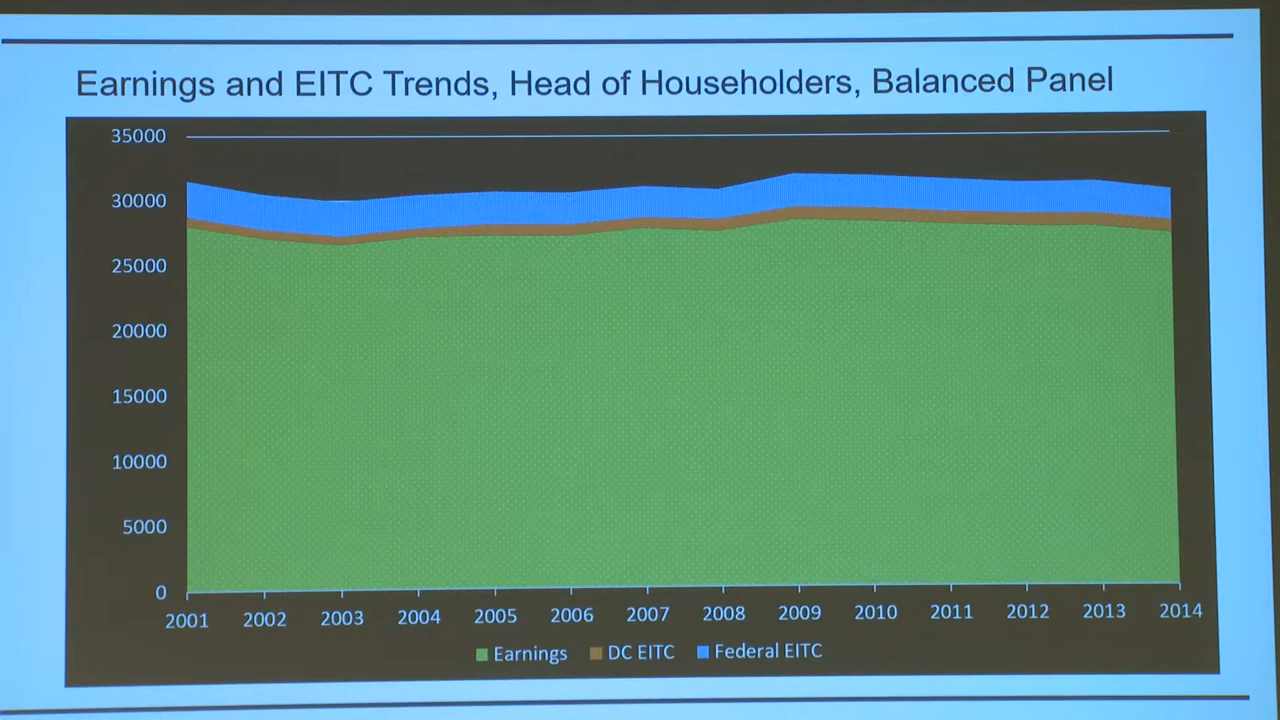 Earnings and EITC Trends, Head of Householders, Balanced Panel
35000
30000
25000
20000
15000
10000
5000
0
2001 2002 2003 2004 2005 2006 2007 2008 2009 2010 2011 2012 2013 2014
Earnings DC EITC Federal EITC